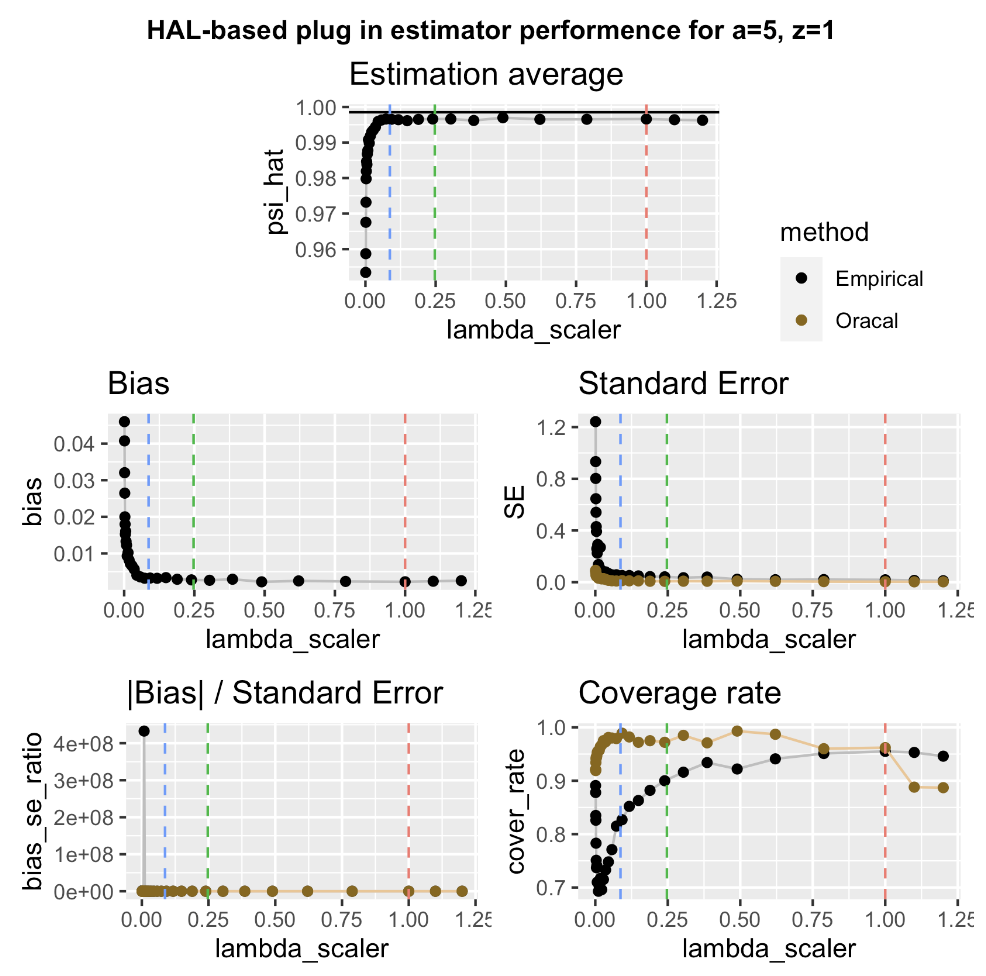 HAL-based plug in estimator performence for a=5, z=1
Estimation average
psi_hat
1.00
0.99
0.98
0.97
0.96
0.00 0.25 0.50 0.75 1.00 1.25
lambda_scaler
method
Empirical
Oracal
Bias
bias
0.04
0.03
0.02
0.01
0.00 0.25 0.50 0.75 1.00 1.25
lambda_scaler
Standard Error
SE
1.2
0.8
0.4
0.0
0.00 0.25 0.50 0.75 1.00 1.25
lambda_scaler
|Bias| / Standard Error
bias_se_ratio
4e+08
3e+08
2e+08
1e+08
0e+00
0.00 0.25 0.50 0.75 1.00 1.25
lambda_scaler
Coverage rate
cover_rate
1.0
0.9
0.8
0.7
0.00 0.25 0.50 0.75 1.00 1.25
lambda_scaler